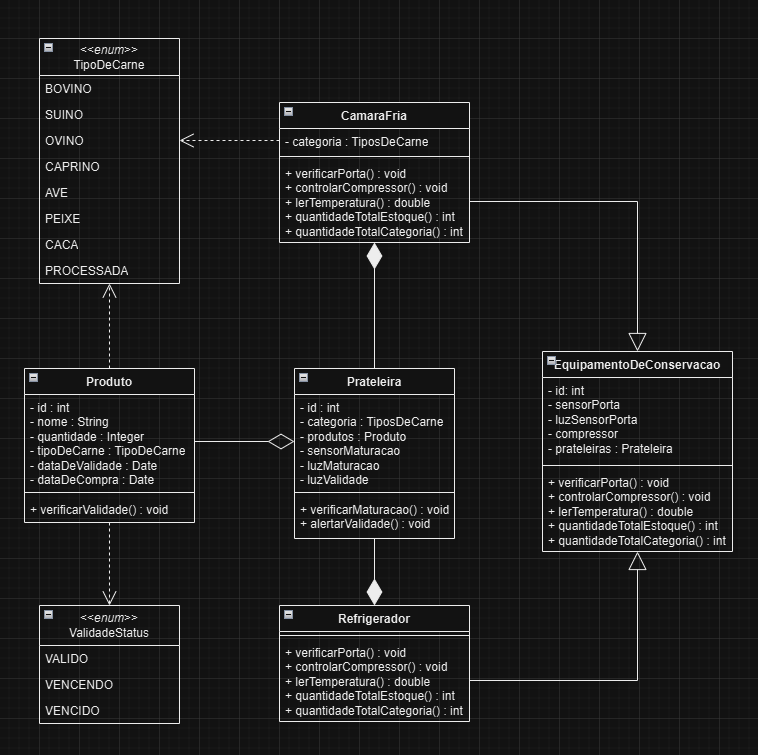 <<enum>>
TipoDeCarne
BOVINO
SUINO
OVINO
CAPRINO
AVE
PEIXE
CACA
PROCESSADA
CamaraFria
- categoria : TiposDeCarne
+ verificarPorta() : void
+ controlarCompressor() : void
+ lerTemperatura() : double
+ quantidadeTotalEstoque() : int
+ quantidadeTotalCategoria() : int
Produto
- id : int
- nome : String
- quantidade : Integer
- tipoDeCarne : TipoDeCarne
- dataDeValidade : Date
- dataDeCompra : Date
+ verificarValidade() : void
Prateleira
- id : int
- categoria : TiposDeCarne
- produtos : Produto
- sensorMaturacao
- luzMaturacao
- luzValidade
+ verificarMaturacao() : void
+ alertarValidade() : void
EquipamentoDeConservacao
- id: int
- sensorPorta
- luzSensorPorta
- compressor
- prateleiras : Prateleira
+ verificarPorta() : void
+ controlarCompressor() : void
+ lerTemperatura() : double
+ quantidadeTotalEstoque() : int
+ quantidadeTotalCategoria() : int
<<enum>>
ValidadeStatus
VALIDO
VENCENDO
VENCIDO
Refrigerador
+ verificarPorta() : void
+ controlarCompressor() : void
+ lerTemperatura() : double
+ quantidadeTotalEstoque() : int
+ quantidadeTotalCategoria() : int